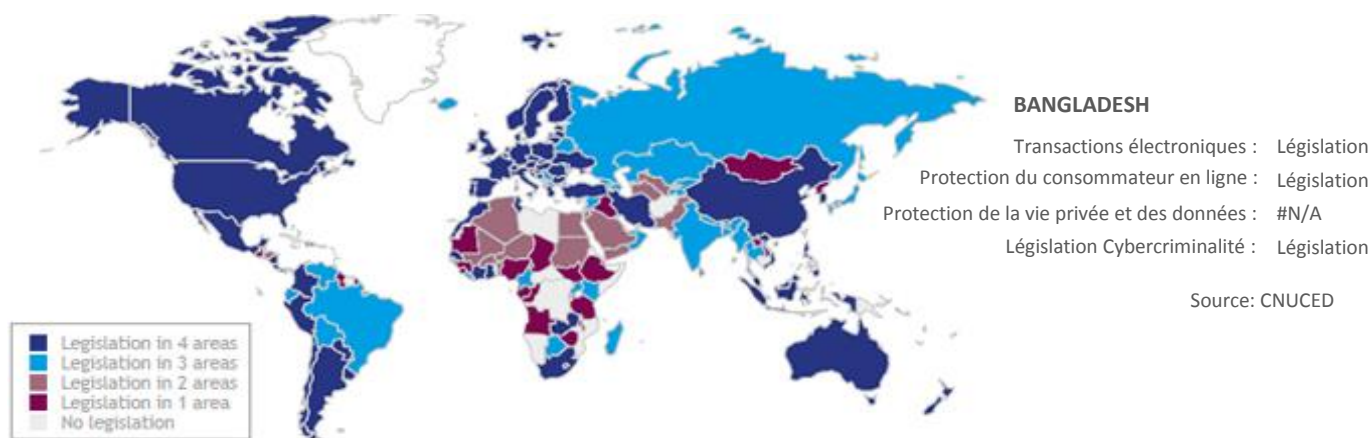 BANGLADESH
Transactions électroniques : Législation
Protection du consommateur en ligne : Législation
Protection de la vie privée et des données : #N/A
Législation Cybercriminalité : Législation
Source: CNUCED
Legislation in 4 areas
Legislation in 3 areas
Legislation in 2 areas
Legislation in 1 area
No legislation